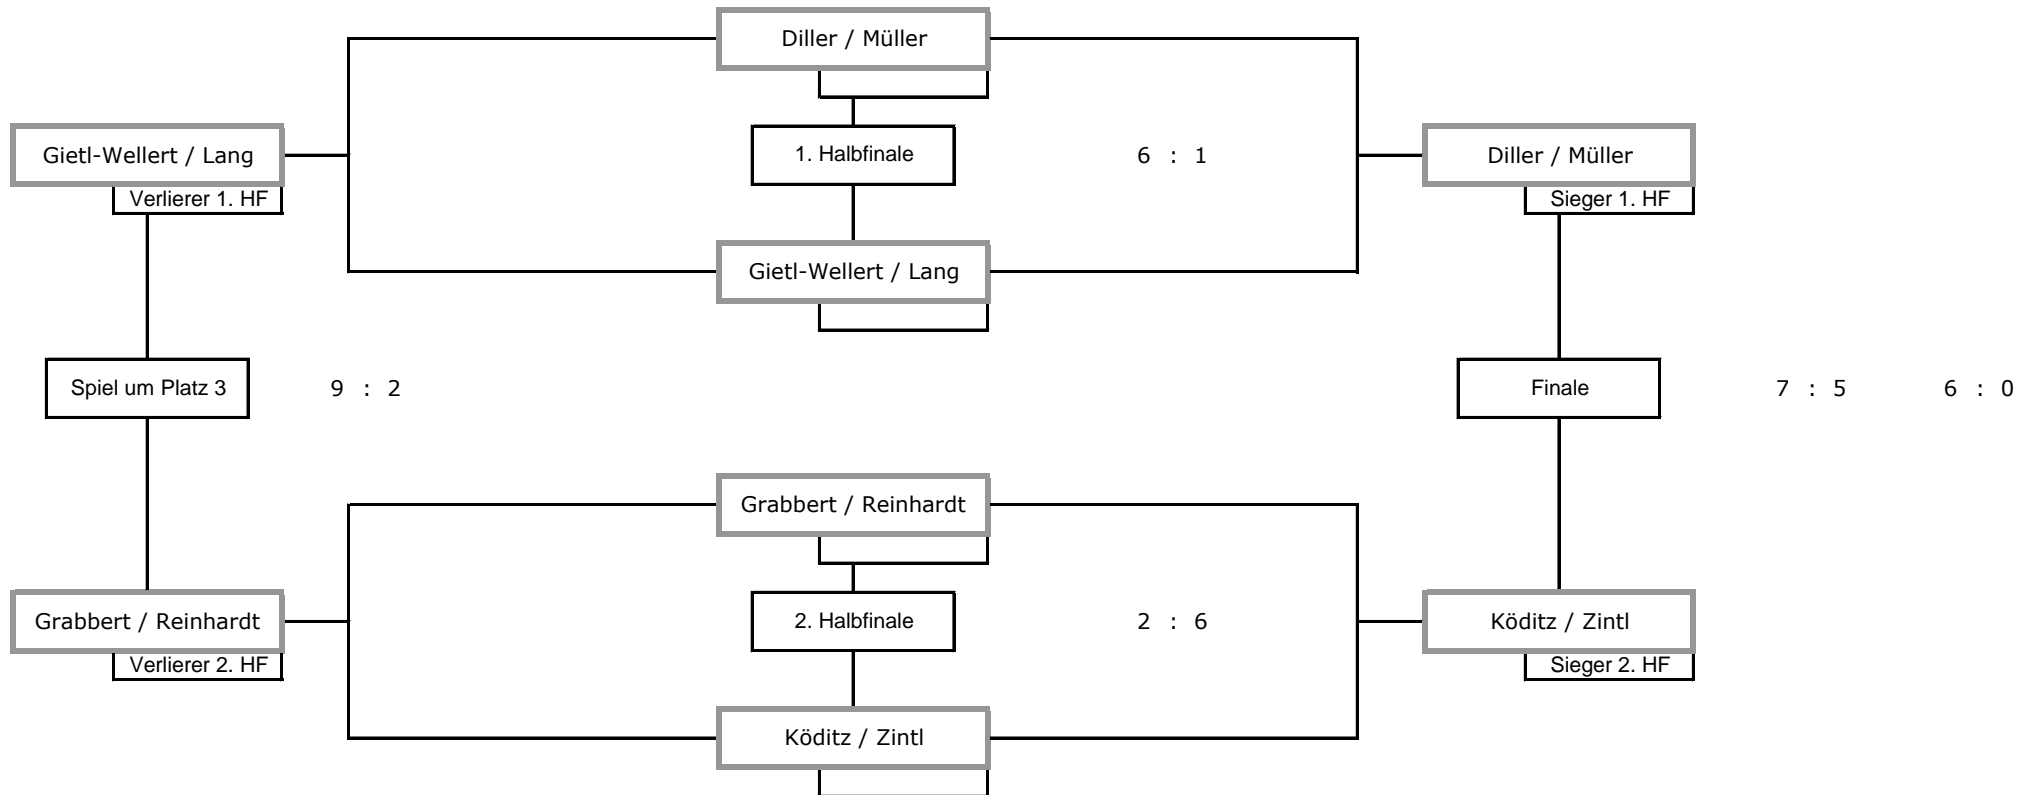 Diller / Müller
Gietl-Wellert / Lang
1. Halbfinale
6 : 1
Diller / Müller
Verlierer 1. HF
Sieger 1. HF
Gietl-Wellert / Lang
Spiel um Platz 3
9 : 2
Finale
7 : 5
6 : 0
Grabbert / Reinhardt
Grabbert / Reinhardt
2. Halbfinale
2 : 6
Köditz / Zintl
Verlierer 2. HF
Sieger 2. HF
Köditz / Zintl